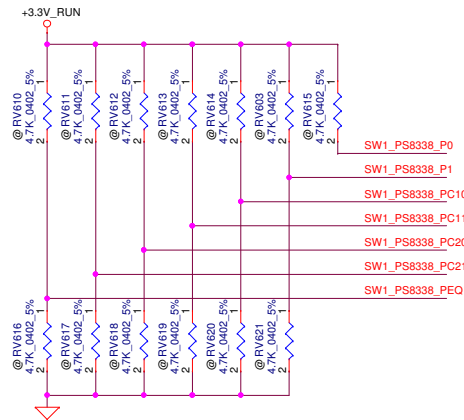 +3.3V_RUN
@RV610
4.7K_0402_5%
1
2
@RV611
4.7K_0402_5%
1
2
@RV612
4.7K_0402_5%
1
2
@RV613
4.7K_0402_5%
1
2
@RV614
4.7K_0402_5%
1
2
@RV603
4.7K_0402_5%
1
2
@RV615
4.7K_0402_5%
1
2
SW1_PS8338_P0
SW1_PS8338_P1
SW1_PS8338_PC10
SW1_PS8338_PC11
SW1_PS8338_PC20
SW1_PS8338_PC21
SW1_PS8338_PEQ
@RV616
4.7K_0402_5%
1
2
@RV617
4.7K_0402_5%
1
2
@RV618
4.7K_0402_5%
1
2
@RV619
4.7K_0402_5%
1
2
@RV620
4.7K_0402_5%
1
2
@RV621
4.7K_0402_5%
1
2